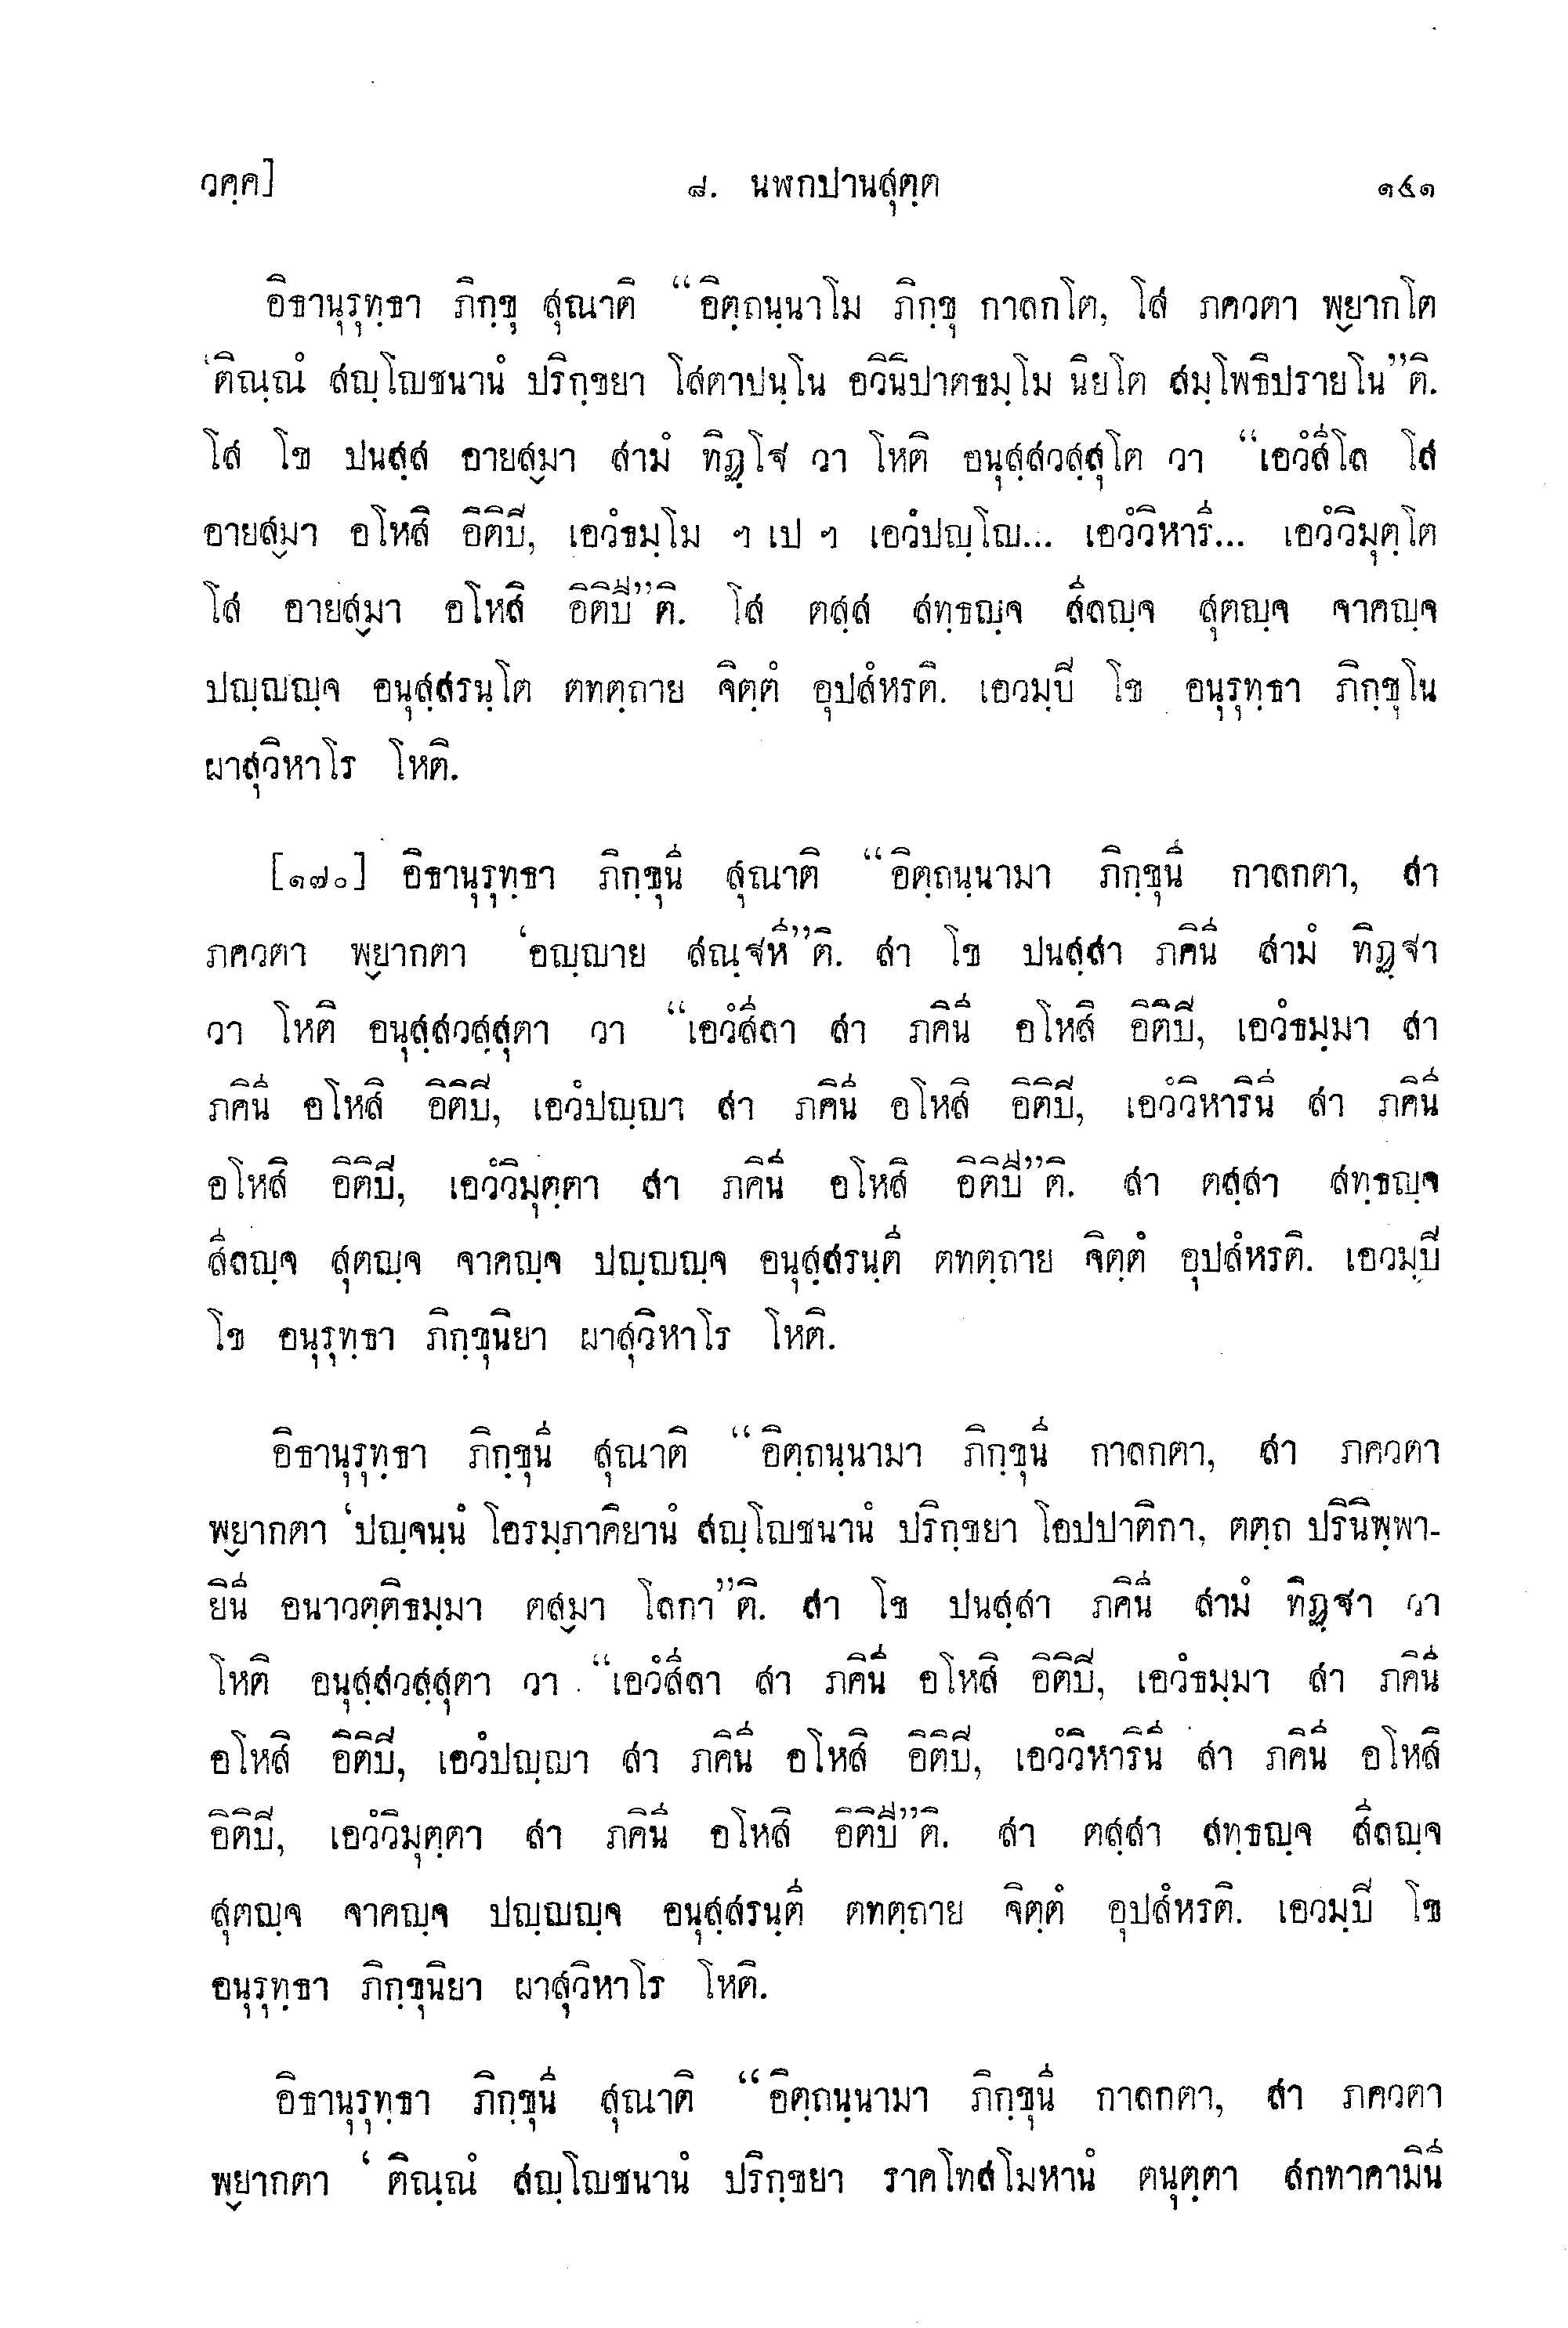 วคฺค] ๘. นฬกปานสุตฺต ๑๕๑
อิธานุรุทฺธา ภิกฺขุ สุณาติ “อิตฺถนฺนาโม ภิกฺขุ กาลกโต, โส ภควตา พฺยากโต
‘ติณฺณํ สญฺโญชนานํ ปริกฺขยา โสตาปนฺโน อวินิปาตธมฺโม นิยโต สมฺโพธิปรายโน”ติ.
โส โข ปนสฺส อายสฺมา สามํ ทิฏฺโฐ วา โหติ อนุสฺสวสฺสุโต วา “เอวํสีโล โส
อายสฺมา อโหสิ อิติปิ, เอวํธมฺโม ฯ เป ฯ เอวํปญฺโญ... เอวํวิหารี... เอวํวิมุตฺโต
โส อายสฺมา อโหสิ อิติปิ”ติ. โส ตสฺส สทฺธญฺจ สีลญฺจ สุตญฺจ จาคญฺจ
ปญฺญญฺจ อนุสฺสรนฺโต ตทตฺถาย จิตฺตํ อุปสํหรติ. เอวมฺปิ โข อนุรุทฺธา ภิกฺขุโน
ผาสุวิหาโร โหติ.
[๑๗๐] อิธานุรุทฺธา ภิกฺขุนี สุณาติ “อิตฺถนฺนามา ภิกฺขุนี กาลกตา, สา
ภควตา พฺยากตา ‘อญฺญาย สณฺฐหี”ติ. สา โข ปนสฺสา ภคินี สามํ ทิฏฺฐา
วา โหติ อนุสฺสวสฺสุตา วา “เอวํสีลา สา ภคินี อโหสิ อิติปิ, เอวํธมฺมา สา
ภคินี อโหสิ อิติปิ, เอวํปญฺญา สา ภคินี อโหสิ อิติปิ, เอวํวิหารินี สา ภคินี
อโหสิ อิติปิ, เอวํวิมุตฺตา สา ภคินี อโหสิ อิติปิ”ติ. สา ตสฺสา สทฺธญฺจ
สีลญฺจ สุตญฺจ จาคญฺจ ปญฺญญฺจ อนุสฺสรนฺตี ตทตฺถาย จิตฺตํ อุปสํหรติ. เอวมฺปิ
โข อนุรุทฺธา ภิกฺขุนิยา ผาสุวิหาโร โหติ.
อิธานุรุทฺธา ภิกฺขุนี สุณาติ “อิตฺถนฺนามา ภิกฺขุนี กาลกตา, สา ภควตา
พฺยากตา ‘ปญฺจนฺนํ โอรมฺภาคิยานํ สญฺโญชนานํ ปริกฺขยา โอปปาติกา, ตตฺถ ปรินิพฺพา-
ยินี อนาวตฺติธมฺมา ตสฺมา โลกา”ติ. สา โข ปนสฺสา ภคินี สามํ ทิฏฺฐา วา
โหติ อนุสฺสวสฺสุตา วา “เอวํสีลา สา ภคินี อโหสิ อิติปิ, เอวํธมฺมา สา ภคินี
อโหสิ อิติปิ, เอวํปญฺญา สา ภคินี อโหสิ อิติปิ, เอวํวิหารินี สา ภคินี อโหสิ
อิติปิ, เอวํวิมุตฺตา สา ภคินี อโหสิ อิติปิ”ติ. สา ตสฺสา สทฺธญฺจ สีลญฺจ
สุตญฺจ จาคญฺจ ปญฺญญฺจ อนุสฺสรนฺตี ตทตฺถาย จิตฺตํ อุปสํหรติ. เอวมฺปิ โข
อนุรุทฺธา ภิกฺขุนิยา ผาสุวิหาโร โหติ.
อิธานุรุทฺธา ภิกฺขุนี สุณาติ “อิตฺถนฺนามา ภิกฺขุนี กาลกตา, สา ภควตา
พฺยากตา ‘ ติณฺณํ สญฺโญชนานํ ปริกฺขยา ราคโทสโมหานํ ตนุตฺตา สกทาคามินี